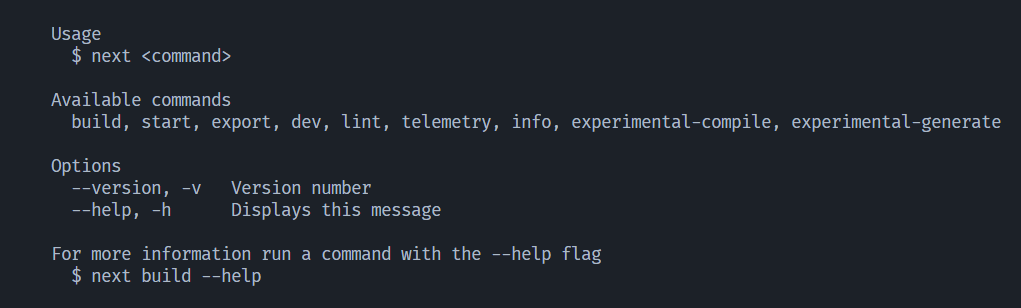 Usage
$ next <command>
Available commands
build, start, export, dev, lint, telemetry, info, experimental-compile, experimental-generate
Options
--version, -v   Version number
--help, -h      Displays this message
For more information run a command with the --help flag
$ next build --help